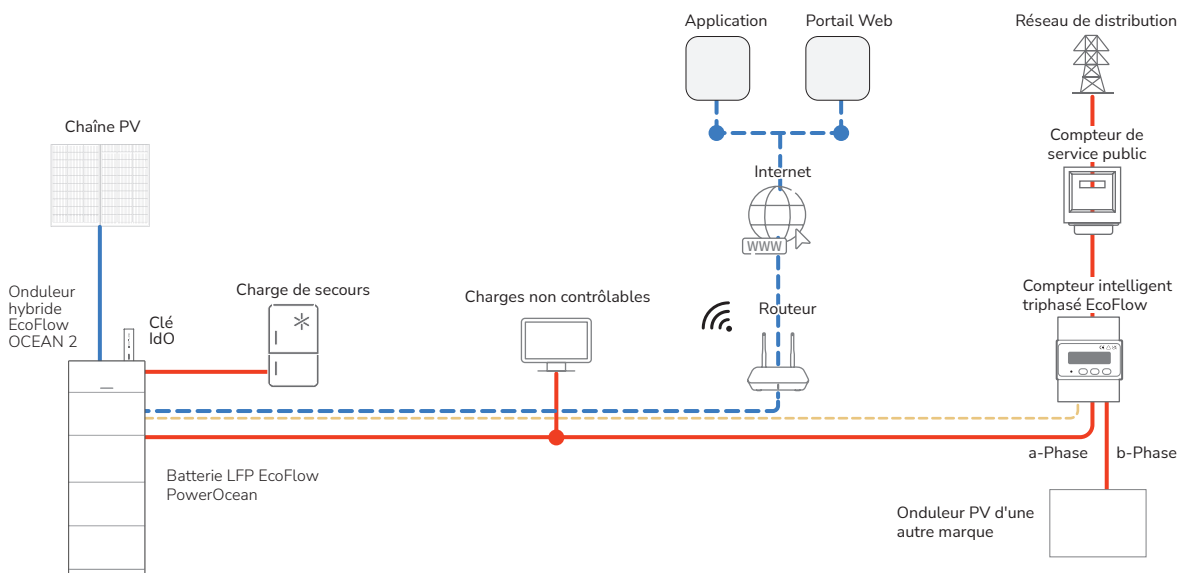 Application
Portail Web
Réseau de distribution
Chaîne PV
Compteur de
service public
Internet
WWW
Onduleur
hybride
EcoFlow
OCEAN 2
Clé
IdO
Charge de secours
Charges non contrôlables
Routeur
Compteur intelligent
triphasé EcoFlow
a-Phase
b-Phase
Batterie LFP EcoFlow
PowerOcean
Onduleur PV d'une
autre marque